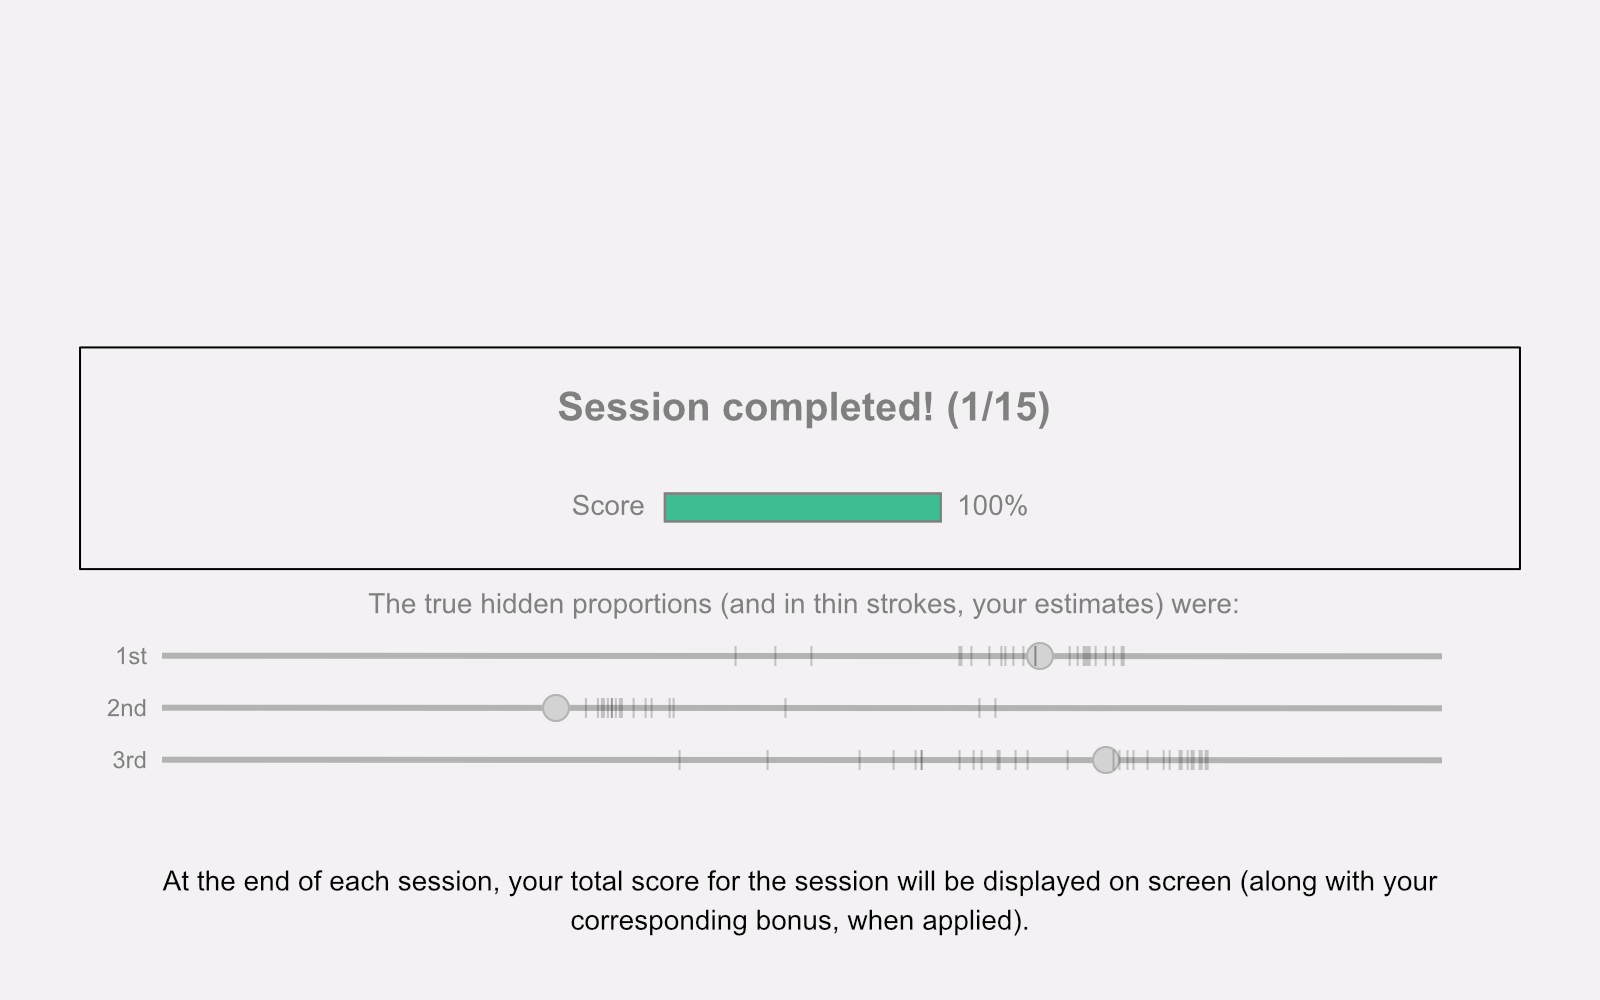 Session completed! (1/15)
Score 100%
The true hidden proportions (and in thin strokes, your estimates) were:
1st
2nd
3rd
At the end of each session, your total score for the session will be displayed on screen (along with your
corresponding bonus, when applied).